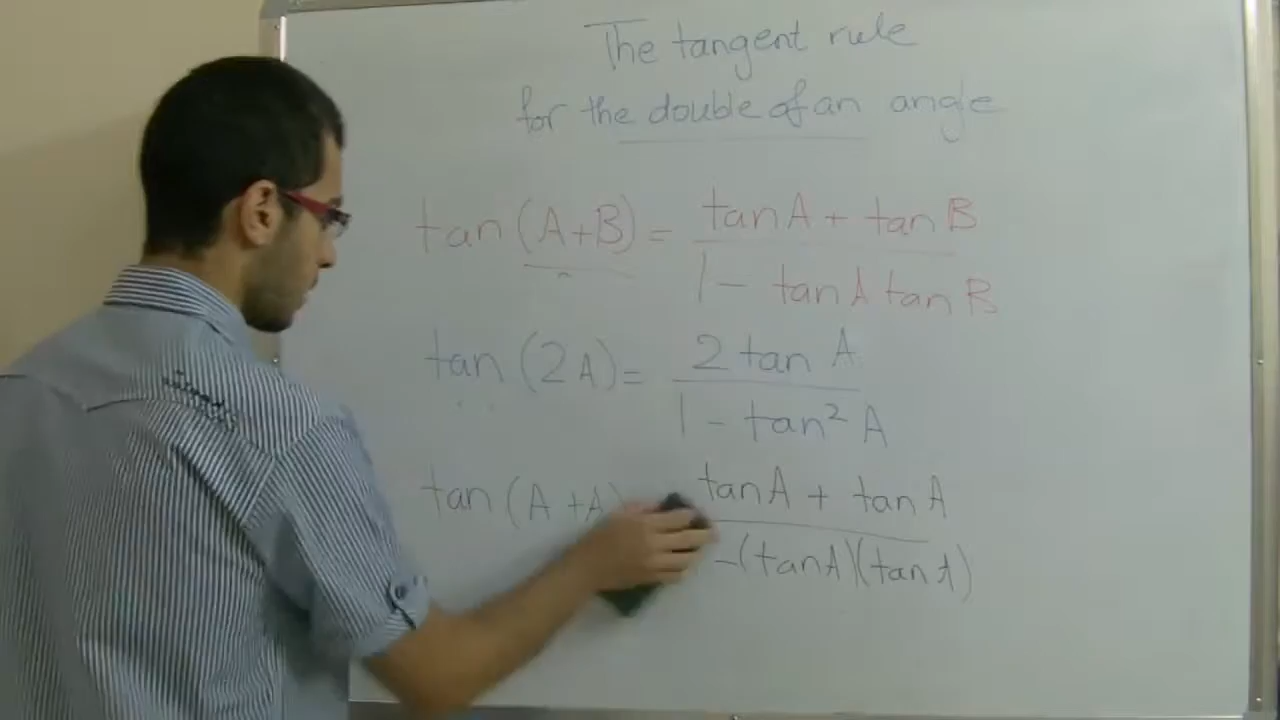 The tangent rule
for the double of an angle
tan (A+B) = tan A + tan B
1 - tan A tan B
tan (2A) = 2 tan A
1 - tan² A
tan (A + A) tan A + tan A
-(tan A)(tan A)